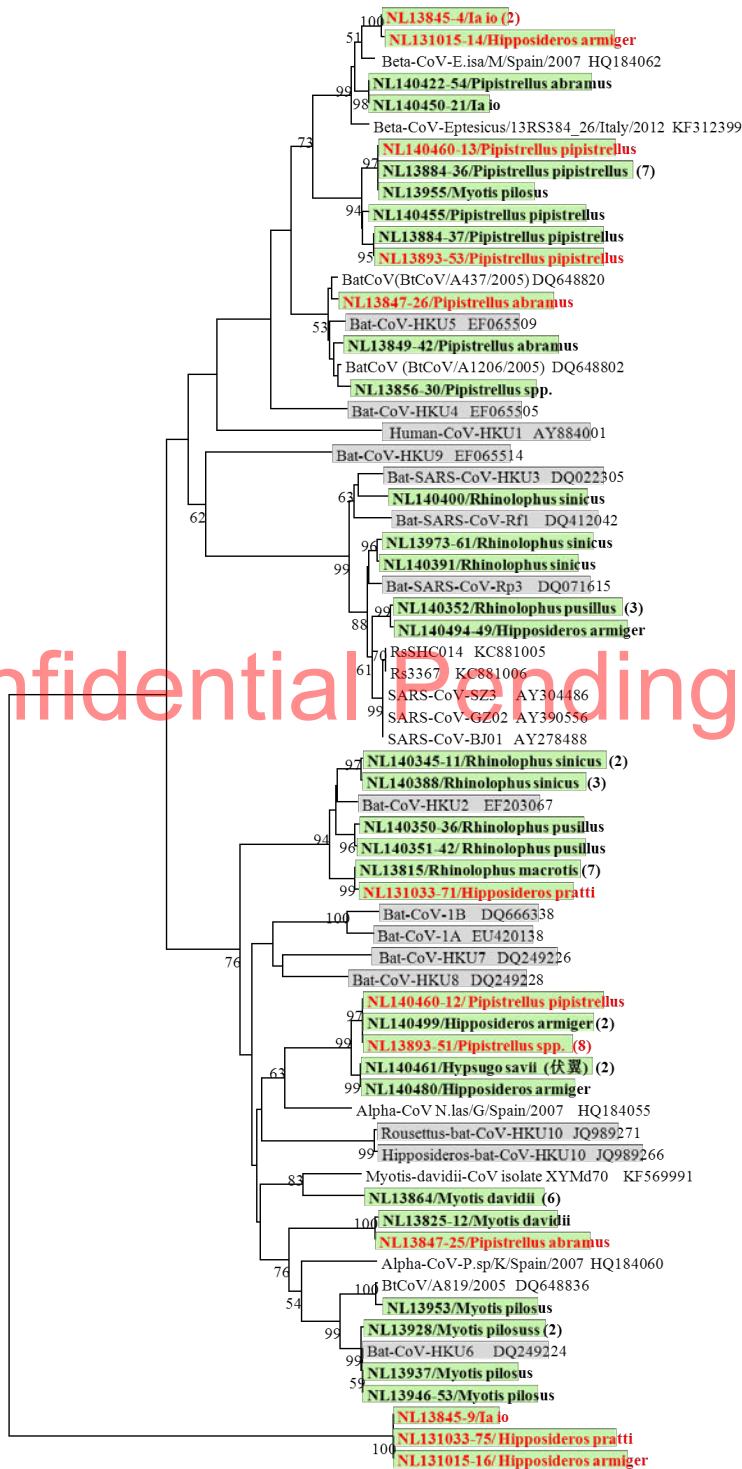 100
NL13845-4/Ia io (2)
NL131015-14/Hipposideros armiger
51
Beta-CoV-E.isa/M/Spain/2007 HQ184062
NL140422-54/Pipistrellus abramus
99
98
NL140450-21/Ia io
Beta-CoV-Eptesicus/13RS384_26/Italy/2012 KF312399
73
NL140460-13/Pipistrellus pipistrellus
97
NL13884-36/Pipistrellus pipistrellus (7)
NL13955/Myotis pilosus
94
NL140455/Pipistrellus pipistrellus
NL13884-37/Pipistrellus pipistrellus
95
NL13893-53/Pipistrellus pipistrellus
BatCoV(BtCoV/A437/2005) DQ648820
NL13847-26/Pipistrellus abramus
53
Bat-CoV-HKU5 EF065509
NL13849-42/Pipistrellus abramus
BatCoV (BtCoV/A1206/2005) DQ648802
NL13856-30/Pipistrellus spp.
Bat-CoV-HKU4 EF065505
Human-CoV-HKU1 AY884001
Bat-CoV-HKU9 EF065514
Bat-SARS-CoV-HKU3 DQ022305
63
NL140400/Rhinolophus sinicus
62
Bat-SARS-CoV-Rf1 DQ412042
96
NL13973-61/Rhinolophus sinicus
NL140391/Rhinolophus sinicus
99
Bat-SARS-CoV-Rp3 DQ071615
99
NL140352/Rhinolophus pusillus (3)
88
NL140494-49/Hipposideros armiger
70
RsSHC014 KC881005
61
Rs3367 KC881006
nfidential Pending
SARS-CoV-SZ3 AY304486
99
SARS-CoV-GZ02 AY390556
SARS-CoV-BJ01 AY278488
97
NL140345-11/Rhinolophus sinicus (2)
NL140388/Rhinolophus sinicus (3)
Bat-CoV-HKU2 EF203067
NL140350-36/Rhinolophus pusillus
94
96
NL140351-42/ Rhinolophus pusillus
NL13815/Rhinolophus macrotis (7)
99
NL131033-71/Hipposideros pratti
100
Bat-CoV-1B DQ666338
Bat-CoV-1A EU420138
Bat-CoV-HKU7 DQ249226
76
Bat-CoV-HKU8 DQ249228
NL140460-12/ Pipistrellus pipistrellus
97
NL140499/Hipposideros armiger (2)
99
NL13893-51/Pipistrellus spp. (8)
63
NL140461/Hypsugo savii (伏翼) (2)
99
NL140480/Hipposideros armiger
Alpha-CoV N.las/G/Spain/2007 HQ184055
Rousettus-bat-CoV-HKU10 JQ989271
99
Hipposideros-bat-CoV-HKU10 JQ989266
83
Myotis-davidii-CoV isolate XYMd70 KF569991
NL13864/Myotis davidii (6)
100
NL13825-12/Myotis davidii
NL13847-25/Pipistrellus abramus
76
Alpha-CoV-P.sp/K/Spain/2007 HQ184060
100
BtCoV/A819/2005 DQ648836
54
NL13953/Myotis pilosus
99
NL13928/Myotis pilosuss (2)
Bat-CoV-HKU6 DQ249224
99
NL13937/Myotis pilosus
59
NL13946-53/Myotis pilosus
NL13845-9/Ia io
NL131033-75/ Hipposideros pratti
100
NL131015-16/ Hipposideros armiger